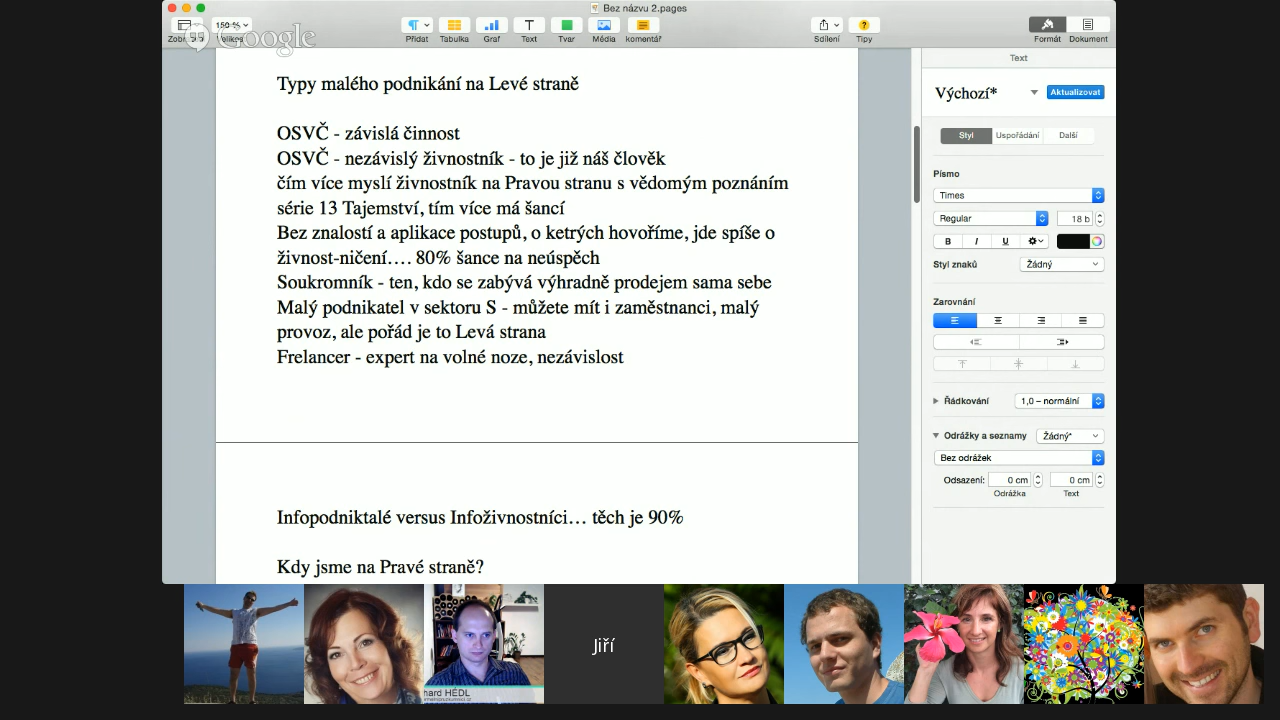 Bez názvu 2.pages
150 %
Google
Přidat
Tabulka
Graf
Text
Tvar
Média
komentář
Sdílení
Tipy
Formát
Dokument
Typy malého podnikání na Levé straně
OSVČ - závislá činnost
OSVČ - nezávislý živnostník - to je již náš člověk
čím více myslí živnostník na Pravou stranu s vědomým poznáním
série 13 Tajemství, tím více má šancí
Bez znalostí a aplikace postupů, o ketrých hovoříme, jde spíše o
živnost-ničení…. 80% šance na neúspěch
Soukromník - ten, kdo se zabývá výhradně prodejem sama sebe
Malý podnikatel v sektoru S - můžete mít i zaměstnanci, malý
provoz, ale pořád je to Levá strana
Frelancer - expert na volné noze, nezávislost
Infopodniktalé versus Infoživnostníci… těch je 90%
Kdy jsme na Pravé straně?
Text
Výchozí*
Aktualizovat
Styl
Uspořádání
Další
Písmo
Times
Regular
18 b
B I U
Styl znaků
Žádný
Zarovnání
Řádkování
1,0 – normální
Odrážky a seznamy
Žádný*
Bez odrážek
Odsazení:
0 cm
0 cm
Odrážka
Text
hard HÉDL
Jiří